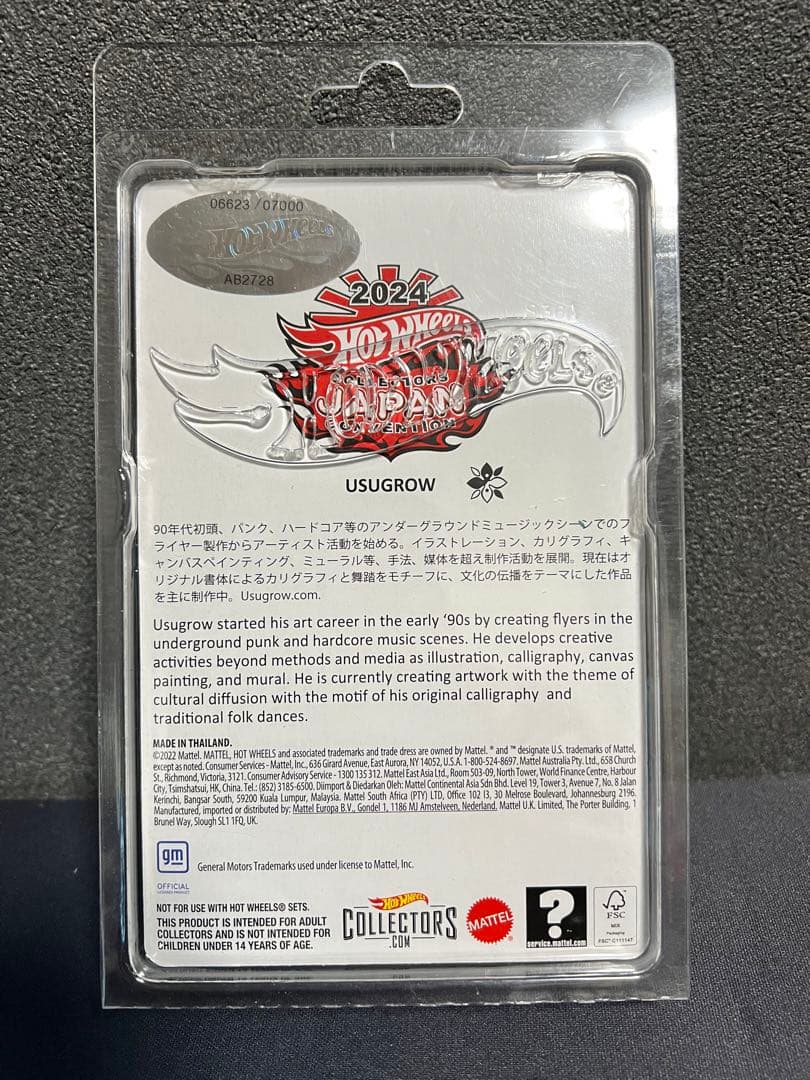 06623 /07000
HOT WHEELS
AB2728
2024
HOT WHEELS
COLLECTORS
JAPAN
CONVENTION
USUGROW
90年代初頭、パンク、ハードコア等のアンダーグラウンドミュージックシーンでのフ
ライヤー製作からアーティスト活動を始める。イラストレーション、カリグラフィ、キ
ャンバスペインティング、ミューラル等、手法、媒体を超え制作活動を展開。現在はオ
リジナル書体によるカリグラフィと舞踏をモチーフに、文化の伝播をテーマにした作品
を主に制作中。Usugrow.com.
Usugrow started his art career in the early ‘90s by creating flyers in the
underground punk and hardcore music scenes. He develops creative
activities beyond methods and media as illustration, calligraphy, canvas
painting, and mural. He is currently creating artwork with the theme of
cultural diffusion with the motif of his original calligraphy and
traditional folk dances.
MADE IN THAILAND.
©2022 Mattel. MATTEL, HOT WHEELS and associated trademarks and trade dress are owned by Mattel. ® and ™ designate U.S. trademarks of Mattel,
except as noted. Consumer Services - Mattel, Inc., 636 Girard Avenue, East Aurora, NY 14052, U.S.A. 1-800-524-8697. Mattel Australia Pty. Ltd., 658 Church
St., Richmond, Victoria, 3121. Consumer Advisory Service - 1300 135 312. Mattel East Asia Ltd., Room 503-09, North Tower, World Finance Centre, Harbour
City, Tsimshatsui, HK, China. Tel.: (852) 3185-6500. Diimport & Diedarkan Oleh: Mattel Continental Asia Sdn Bhd. Level 19, Tower 3, Avenue 7, No. 8 Jalan
Kerinchi, Bangsar South, 59200 Kuala Lumpur, Malaysia. Mattel South Africa (PTY) LTD, Office 102 I3, 30 Melrose Boulevard, Johannesburg 2196.
Manufactured, imported or distributed by: Mattel Europa B.V., Gondel 1, 1186 MJ Amstelveen, Nederland. Mattel U.K. Limited, The Porter Building, 1
Brunel Way, Slough SL1 1FQ, UK.
gm
OFFICIAL
LICENSED PRODUCT
General Motors Trademarks used under license to Mattel, Inc.
NOT FOR USE WITH HOT WHEELS® SETS.
THIS PRODUCT IS INTENDED FOR ADULT
COLLECTORS AND IS NOT INTENDED FOR
CHILDREN UNDER 14 YEARS OF AGE.
HOT WHEELS
COLLECTORS
.COM
MATTEL
?
service.mattel.com
FSC
MIX
Packaging
FSC® C111147